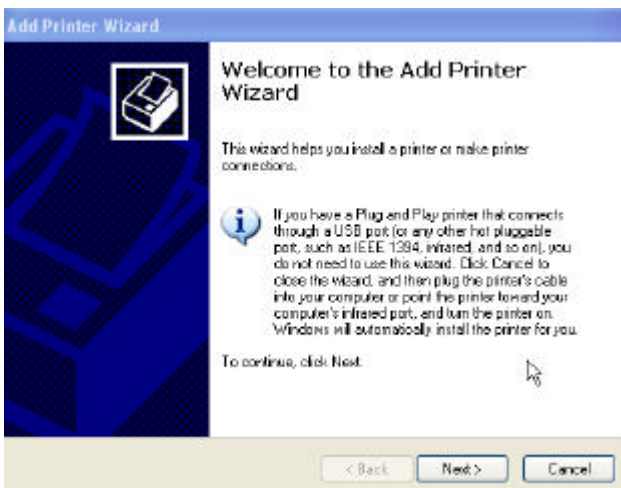 Add Printer Wizard
Welcome to the Add Printer
Wizard
This wizard helps you install a printer or make printer
connections.
If you have a Plug and Play printer that connects
through a USB port (or any other hot pluggable
port, such as IEEE 1394, infrared, and so on), you
do not need to use this wizard. Click Cancel to
close the wizard, and then plug the printer's cable
into your computer or point the printer toward your
computer's infrared port, and turn the printer on.
Windows will automatically install the printer for you.
To continue, click Next.
< Back
Next >
Cancel